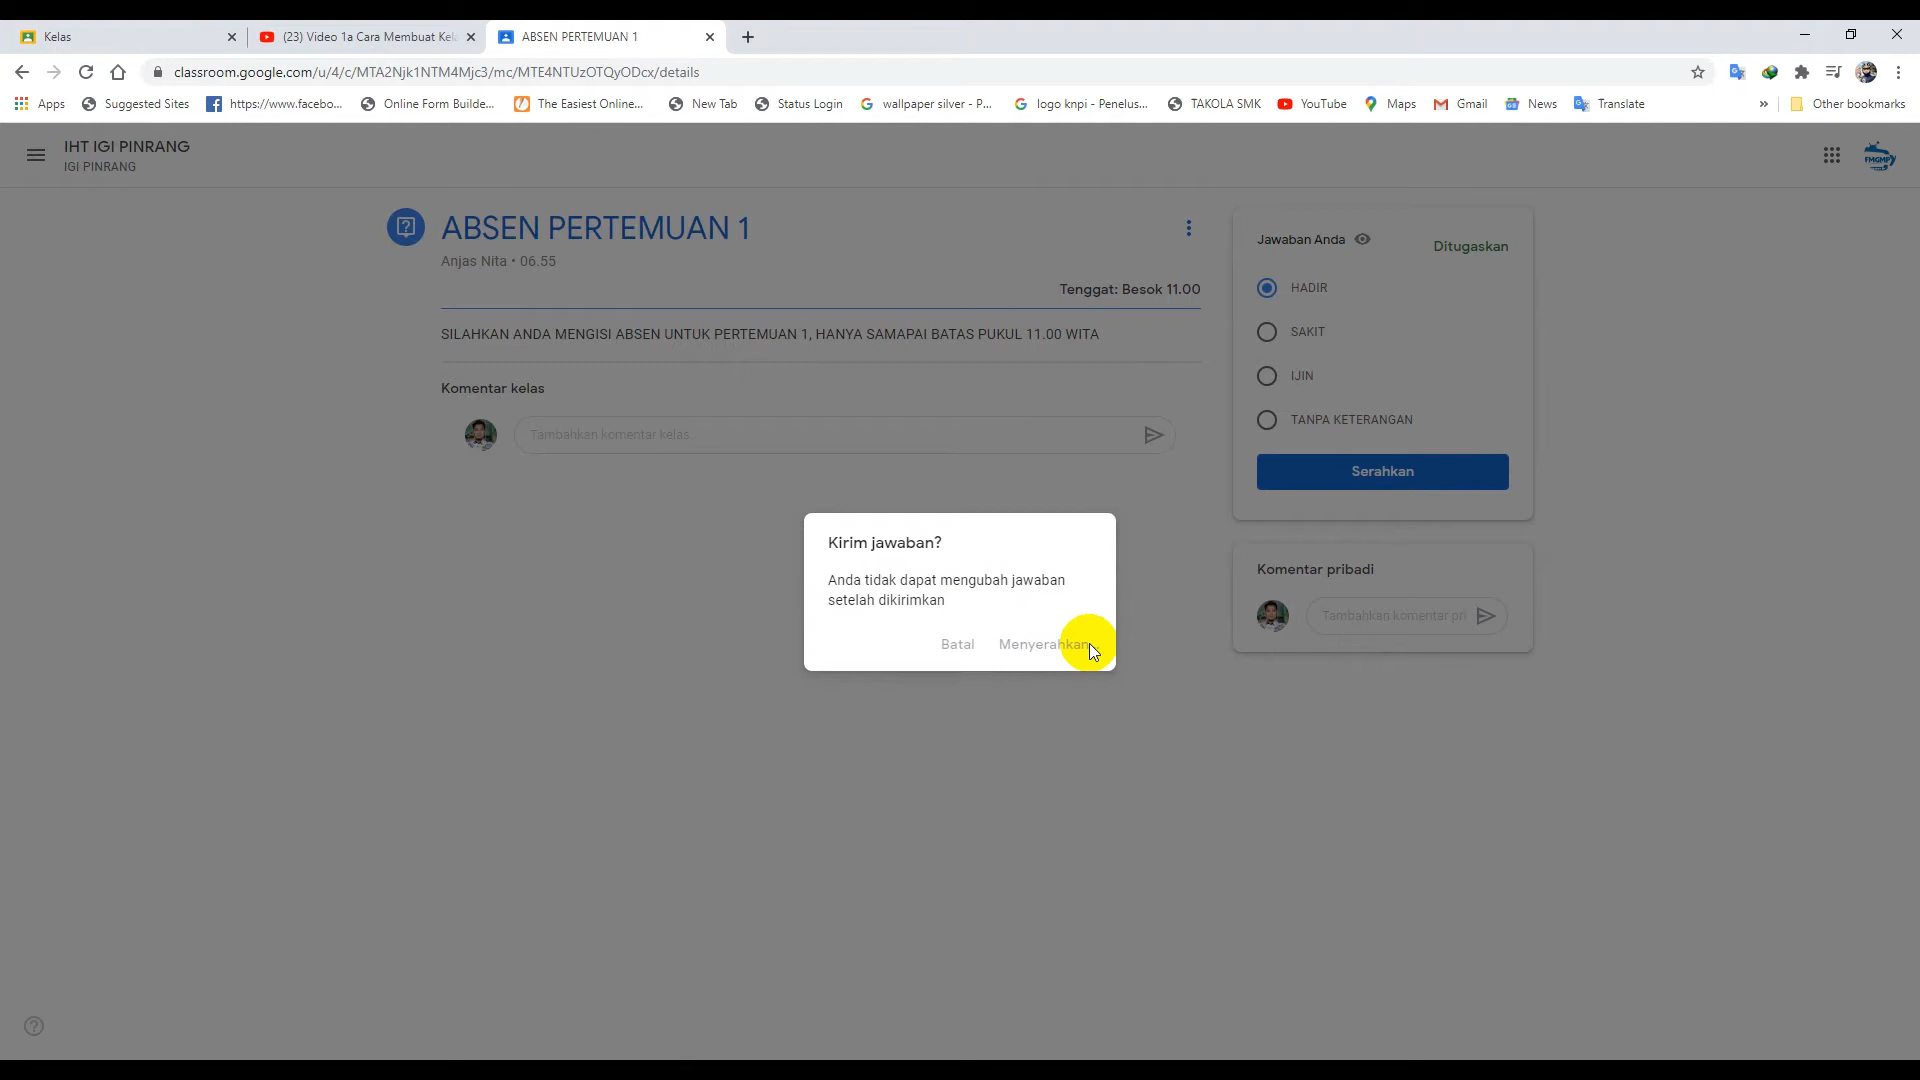 Kelas
(23) Video 1a Cara Membuat Kel
ABSEN PERTEMUAN 1
classroom.google.com/u/4/c/MTA2Njk1NTM4Mjc3/mc/MTE4NTUzOTQyODcx/details
Apps
Suggested Sites
https://www.facebo...
Online Form Builde...
The Easiest Online...
New Tab
Status Login
wallpaper silver - P...
logo knpi - Penelus...
TAKOLA SMK
YouTube
Maps
Gmail
News
Translate
»
Other bookmarks
IHT IGI PINRANG
IGI PINRANG
ABSEN PERTEMUAN 1
Anjas Nita • 06.55
Tenggat: Besok 11.00
SILAHKAN ANDA MENGISI ABSEN UNTUK PERTEMUAN 1, HANYA SAMAPAI BATAS PUKUL 11.00 WITA
Komentar kelas
Tambahkan komentar kelas...
Jawaban Anda
Ditugaskan
HADIR
SAKIT
IJIN
TANPA KETERANGAN
Serahkan
Komentar pribadi
Tambahkan komentar pri
Kirim jawaban?
Anda tidak dapat mengubah jawaban
setelah dikirimkan
Batal
Menyerahkan